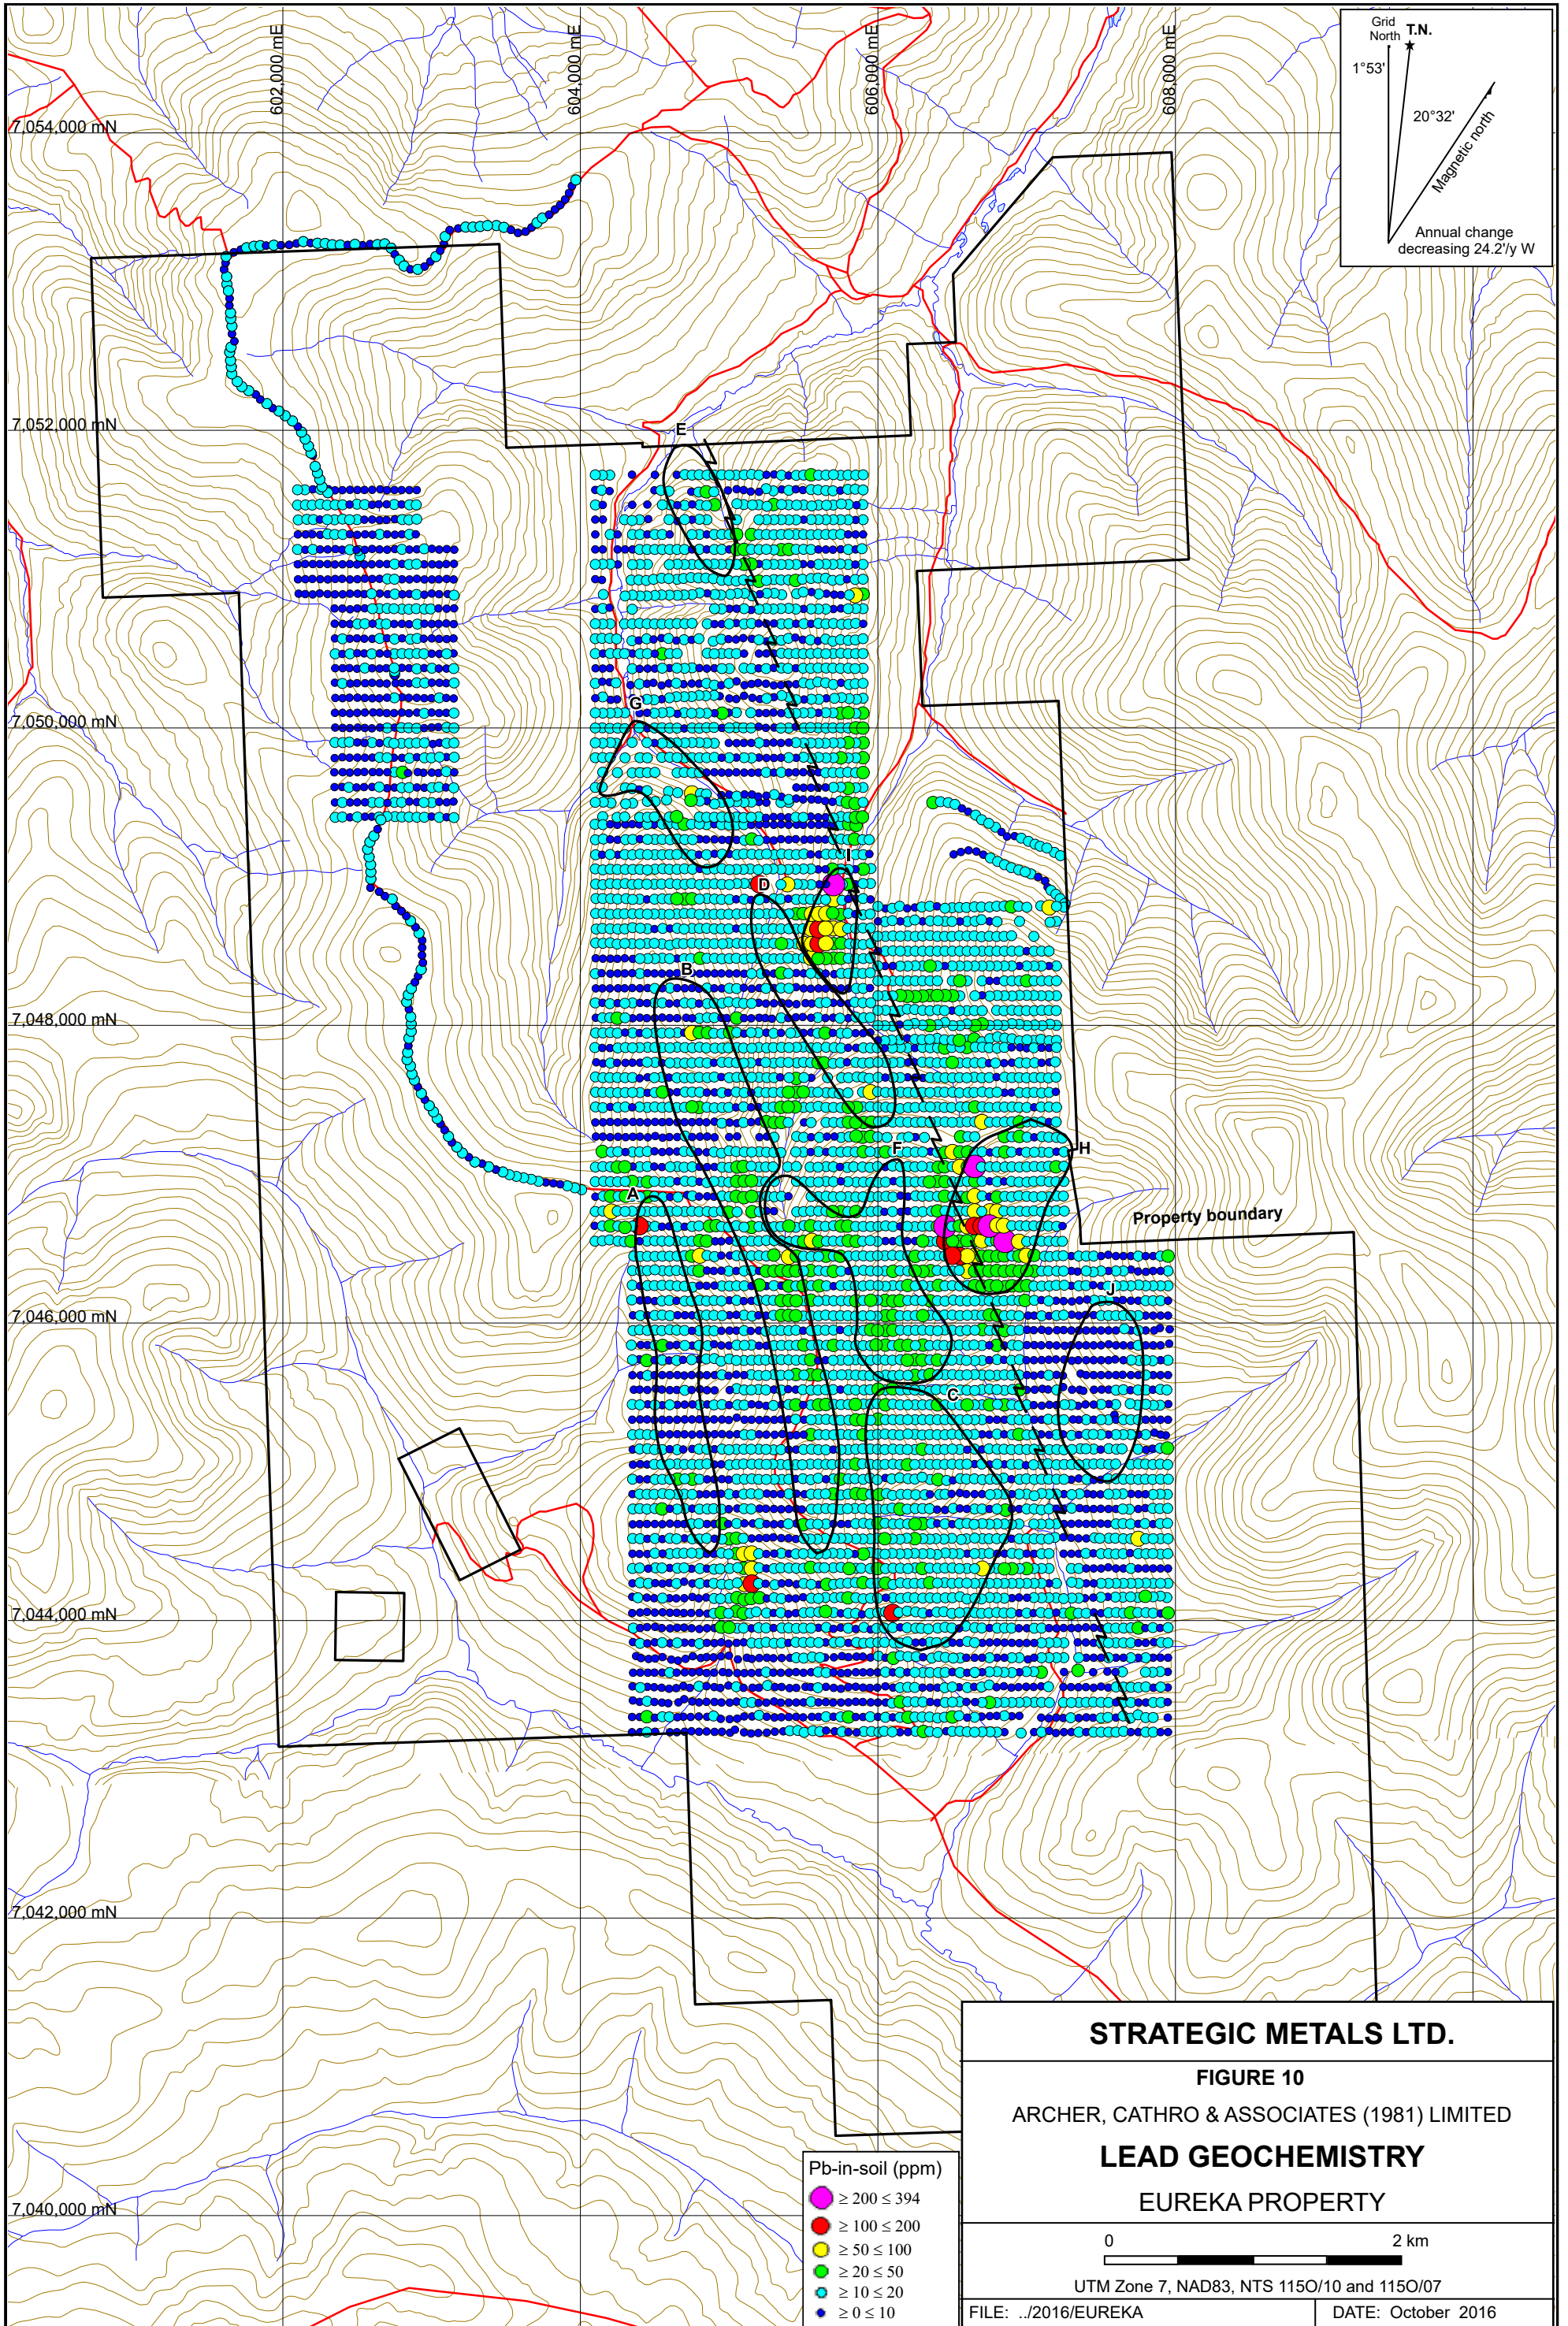 602,000 mE
604,000 mE
606,000 mE
608,000 mE
Grid
North
T.N.
1°53'
20°32'
Magnetic north
Annual change
decreasing 24.2'/y W
7,054,000 mN
7,052,000 mN
E
7,050,000 mN
G
I
D
B
7,048,000 mN
F
H
A
Property boundary
7,046,000 mN
J
C
7,044,000 mN
7,042,000 mN
7,040,000 mN
Pb-in-soil (ppm)
≥ 200 ≤ 394
≥ 100 ≤ 200
≥ 50 ≤ 100
≥ 20 ≤ 50
≥ 10 ≤ 20
≥ 0 ≤ 10
STRATEGIC METALS LTD.
FIGURE 10
ARCHER, CATHRO & ASSOCIATES (1981) LIMITED
LEAD GEOCHEMISTRY
EUREKA PROPERTY
0 2 km
UTM Zone 7, NAD83, NTS 115O/10 and 115O/07
FILE: ../2016/EUREKA
DATE: October 2016